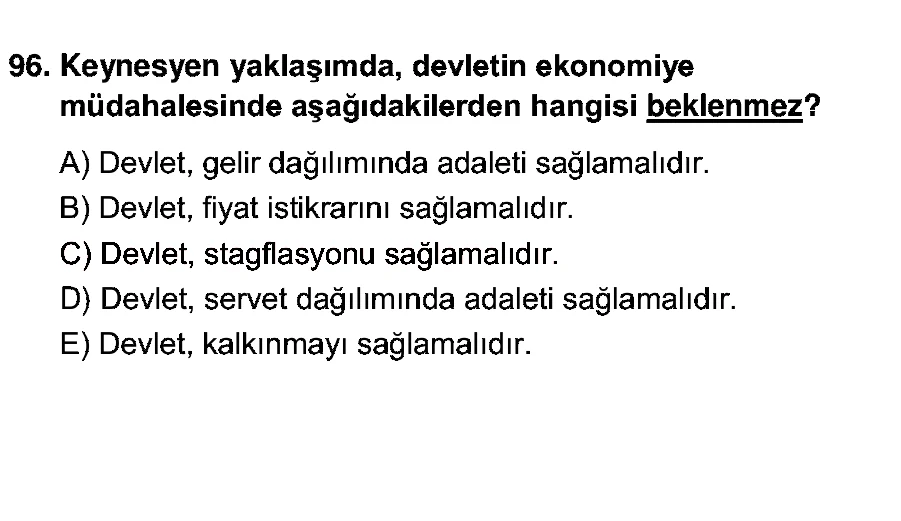 96. Keynesyen yaklaşımda, devletin ekonomiye
müdahalesinde aşağıdakilerden hangisi beklenmez?
A) Devlet, gelir dağılımında adaleti sağlamalıdır.
B) Devlet, fiyat istikrarını sağlamalıdır.
C) Devlet, stagflasyonu sağlamalıdır.
D) Devlet, servet dağılımında adaleti sağlamalıdır.
E) Devlet, kalkınmayı sağlamalıdır.